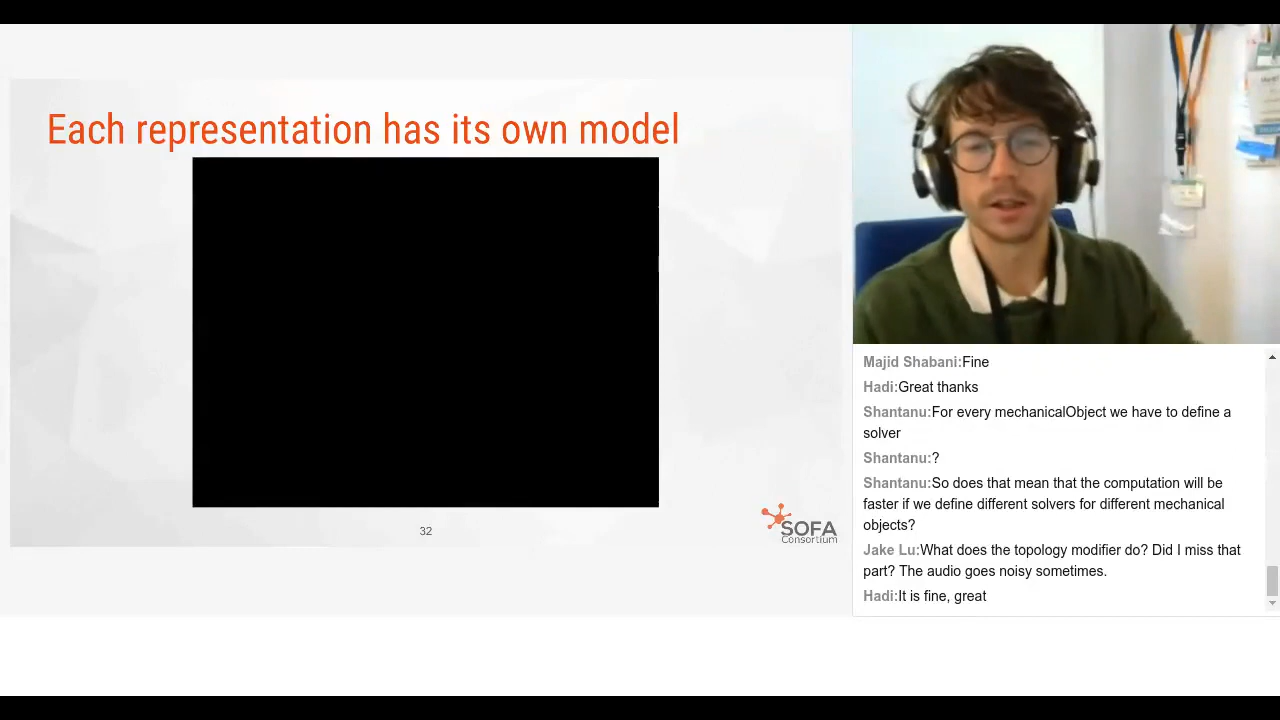 Each representation has its own model
32
SOFA
Consortium
Majid Shabani:Fine
Hadi:Great thanks
Shantanu:For every mechanicalObject we have to define a
solver
Shantanu:?
Shantanu:So does that mean that the computation will be
faster if we define different solvers for different mechanical
objects?
Jake Lu:What does the topology modifier do? Did I miss that
part? The audio goes noisy sometimes.
Hadi:It is fine, great